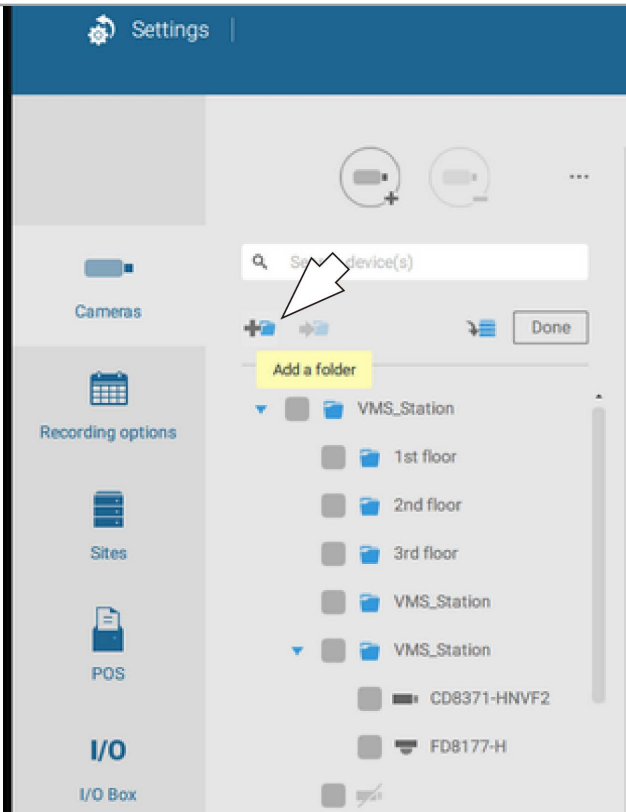 Settings
Se device(s)
Cameras
Done
Add a folder
VMS_Station
Recording options
1st floor
2nd floor
Sites
3rd floor
VMS_Station
VMS_Station
POS
CD8371-HNVF2
I/O
FD8177-H
I/O Box